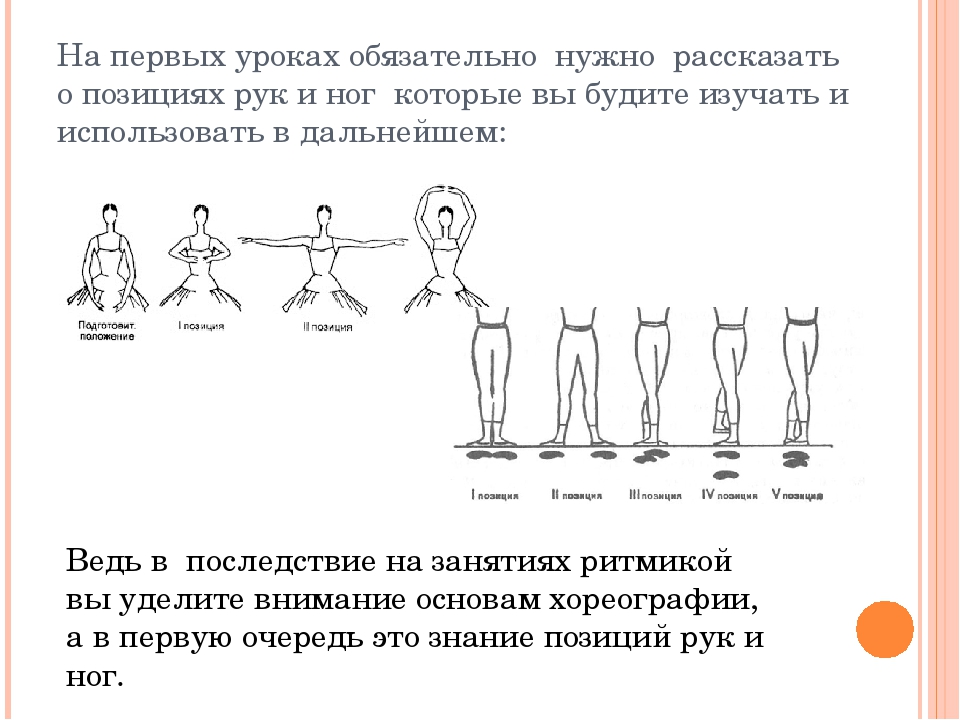 На первых уроках обязательно нужно рассказать
о позициях рук и ног которые вы будите изучать и
использовать в дальнейшем:
Подготовит. положение
I позиция
II позиция
I позиция
II позиция
III позиция
IV позиция
V позиция
Ведь в последствие на занятиях ритмикой
вы уделите внимание основам хореографии,
а в первую очередь это знание позиций рук и
ног.